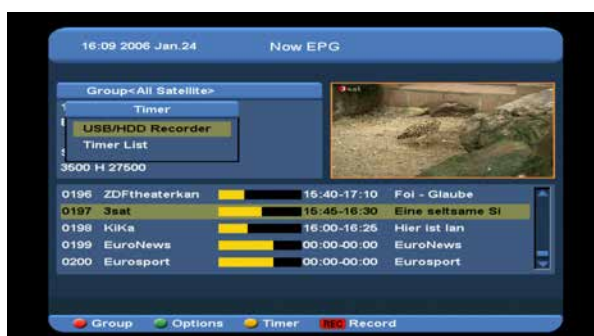 16:09 2006 Jan.24 Now EPG
Group<All Satellite>
Timer
USB/HDD Recorder
Timer List
3500 H 27500
3sat
0196 ZDFtheaterkan 15:40-17:10 Foi - Glaube
0197 3sat 15:45-16:30 Eine seltsame Si
0198 KiKa 16:00-16:25 Hier ist Ian
0199 EuroNews 00:00-00:00 EuroNews
0200 Eurosport 00:00-00:00 Eurosport
Group Options Timer REC Record